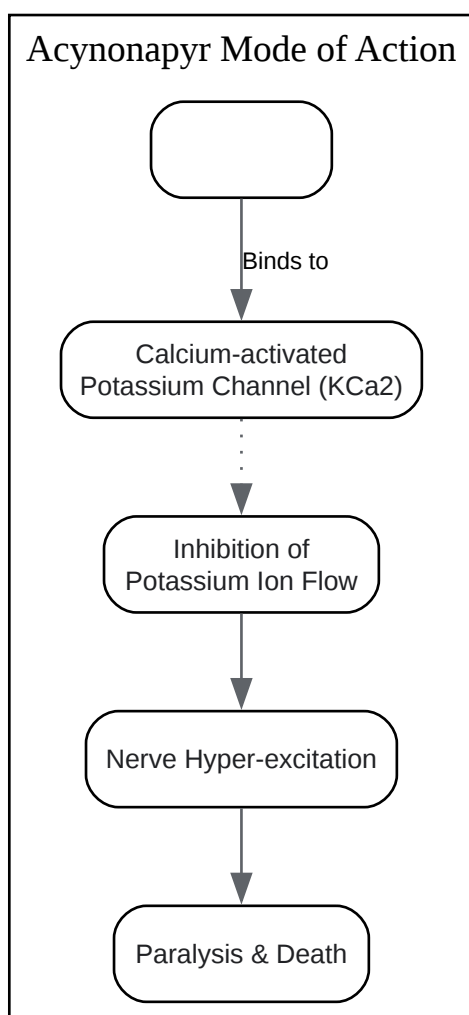 Acynonapyr Mode of Action
Binds to
Calcium-activated
Potassium Channel (KCa2)
Inhibition of
Potassium Ion Flow
Nerve Hyper-excitation
Paralysis & Death